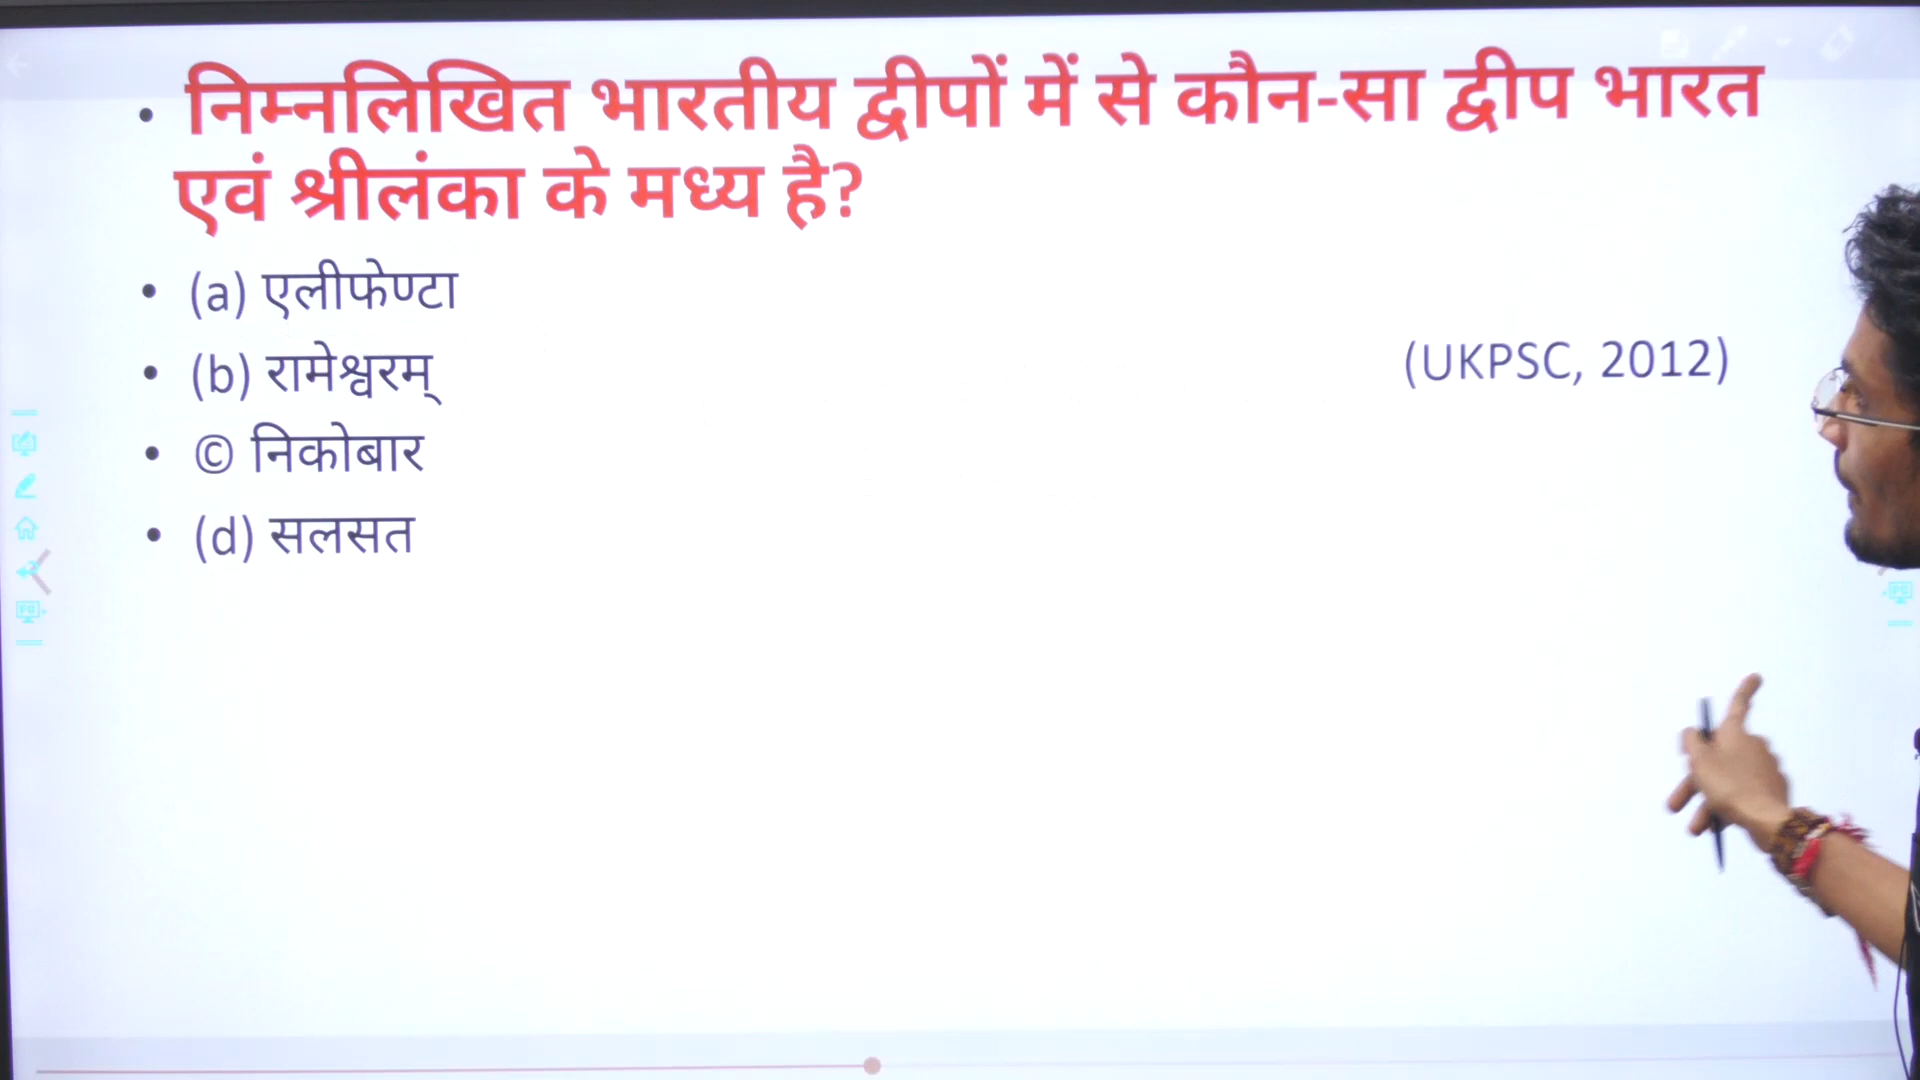 • निम्नलिखित भारतीय द्वीपों में से कौन-सा द्वीप भारत
एवं श्रीलंका के मध्य है?
• (a) एलीफेण्टा
• (b) रामेश्वरम्
(UKPSC, 2012)
• © निकोबार
• (d) सलसत